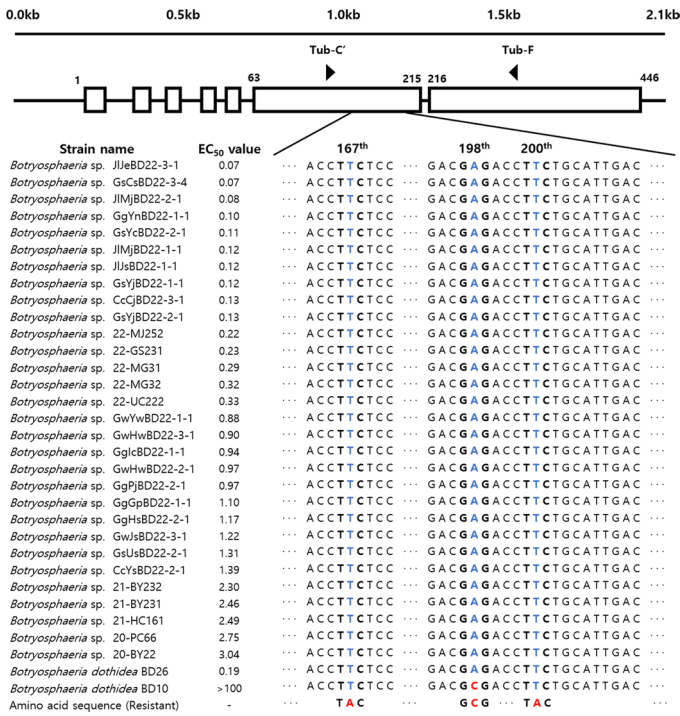 0.0kb 0.5kb 1.0kb 1.5kb 2.1kb
Tub-C' Tub-F
1 63 215 216 446
Strain name EC50 value 167th 198th 200th
Botryosphaeria sp. JlJeBD22-3-1 0.07 ··· ACCTTCTCC ··· GACGAGACCTTCTGCATTGAC ···
Botryosphaeria sp. GsCsBD22-3-4 0.07 ··· ACCTTCTCC ··· GACGAGACCTTCTGCATTGAC ···
Botryosphaeria sp. JlMjBD22-2-1 0.08 ··· ACCTTCTCC ··· GACGAGACCTTCTGCATTGAC ···
Botryosphaeria sp. GgYnBD22-1-1 0.10 ··· ACCTTCTCC ··· GACGAGACCTTCTGCATTGAC ···
Botryosphaeria sp. GsYcBD22-2-1 0.11 ··· ACCTTCTCC ··· GACGAGACCTTCTGCATTGAC ···
Botryosphaeria sp. JlMjBD22-1-1 0.12 ··· ACCTTCTCC ··· GACGAGACCTTCTGCATTGAC ···
Botryosphaeria sp. JlJsBD22-1-1 0.12 ··· ACCTTCTCC ··· GACGAGACCTTCTGCATTGAC ···
Botryosphaeria sp. GsYjBD22-1-1 0.12 ··· ACCTTCTCC ··· GACGAGACCTTCTGCATTGAC ···
Botryosphaeria sp. CcCjBD22-3-1 0.13 ··· ACCTTCTCC ··· GACGAGACCTTCTGCATTGAC ···
Botryosphaeria sp. GsYjBD22-2-1 0.13 ··· ACCTTCTCC ··· GACGAGACCTTCTGCATTGAC ···
Botryosphaeria sp. 22-MJ252 0.22 ··· ACCTTCTCC ··· GACGAGACCTTCTGCATTGAC ···
Botryosphaeria sp. 22-GS231 0.23 ··· ACCTTCTCC ··· GACGAGACCTTCTGCATTGAC ···
Botryosphaeria sp. 22-MG31 0.29 ··· ACCTTCTCC ··· GACGAGACCTTCTGCATTGAC ···
Botryosphaeria sp. 22-MG32 0.32 ··· ACCTTCTCC ··· GACGAGACCTTCTGCATTGAC ···
Botryosphaeria sp. 22-UC222 0.33 ··· ACCTTCTCC ··· GACGAGACCTTCTGCATTGAC ···
Botryosphaeria sp. GwYwBD22-1-1 0.88 ··· ACCTTCTCC ··· GACGAGACCTTCTGCATTGAC ···
Botryosphaeria sp. GwHwBD22-3-1 0.90 ··· ACCTTCTCC ··· GACGAGACCTTCTGCATTGAC ···
Botryosphaeria sp. GgIcBD22-1-1 0.94 ··· ACCTTCTCC ··· GACGAGACCTTCTGCATTGAC ···
Botryosphaeria sp. GwHwBD22-2-1 0.97 ··· ACCTTCTCC ··· GACGAGACCTTCTGCATTGAC ···
Botryosphaeria sp. GgPjBD22-2-1 0.97 ··· ACCTTCTCC ··· GACGAGACCTTCTGCATTGAC ···
Botryosphaeria sp. GgGpBD22-1-1 1.10 ··· ACCTTCTCC ··· GACGAGACCTTCTGCATTGAC ···
Botryosphaeria sp. GgHsBD22-2-1 1.17 ··· ACCTTCTCC ··· GACGAGACCTTCTGCATTGAC ···
Botryosphaeria sp. GwJsBD22-3-1 1.22 ··· ACCTTCTCC ··· GACGAGACCTTCTGCATTGAC ···
Botryosphaeria sp. GsUsBD22-2-1 1.31 ··· ACCTTCTCC ··· GACGAGACCTTCTGCATTGAC ···
Botryosphaeria sp. CcYsBD22-2-1 1.39 ··· ACCTTCTCC ··· GACGAGACCTTCTGCATTGAC ···
Botryosphaeria sp. 21-BY232 2.30 ··· ACCTTCTCC ··· GACGAGACCTTCTGCATTGAC ···
Botryosphaeria sp. 21-BY231 2.46 ··· ACCTTCTCC ··· GACGAGACCTTCTGCATTGAC ···
Botryosphaeria sp. 21-HC161 2.49 ··· ACCTTCTCC ··· GACGAGACCTTCTGCATTGAC ···
Botryosphaeria sp. 20-PC66 2.75 ··· ACCTTCTCC ··· GACGAGACCTTCTGCATTGAC ···
Botryosphaeria sp. 20-BY22 3.04 ··· ACCTTCTCC ··· GACGAGACCTTCTGCATTGAC ···
Botryosphaeria dothidea BD26 0.19 ··· ACCTTCTCC ··· GACGAGACCTTCTGCATTGAC ···
Botryosphaeria dothidea BD10 >100 ··· ACCTTCTCC ··· GACGCGACCTTCTGCATTGAC ···
Amino acid sequence (Resistant) - ··· TAC ··· GCG ··· TAC ···